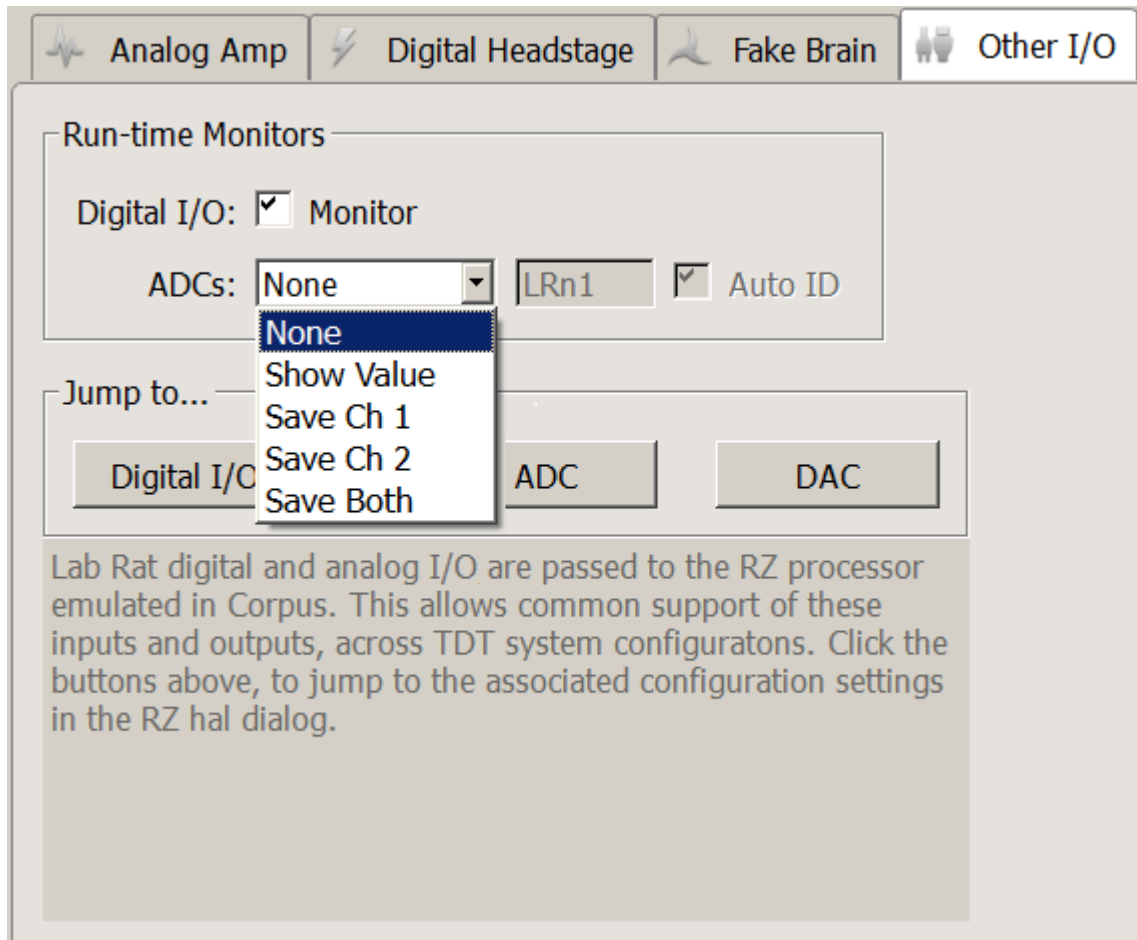 Analog Amp Digital Headstage Fake Brain Other I/O
Run-time Monitors
Digital I/O: Monitor
ADCs: None LRn1 Auto ID
None
Show Value
Save Ch 1
Save Ch 2
Save Both
Jump to...
Digital I/O ADC DAC
Lab Rat digital and analog I/O are passed to the RZ processor
emulated in Corpus. This allows common support of these
inputs and outputs, across TDT system configuratons. Click the
buttons above, to jump to the associated configuration settings
in the RZ hal dialog.